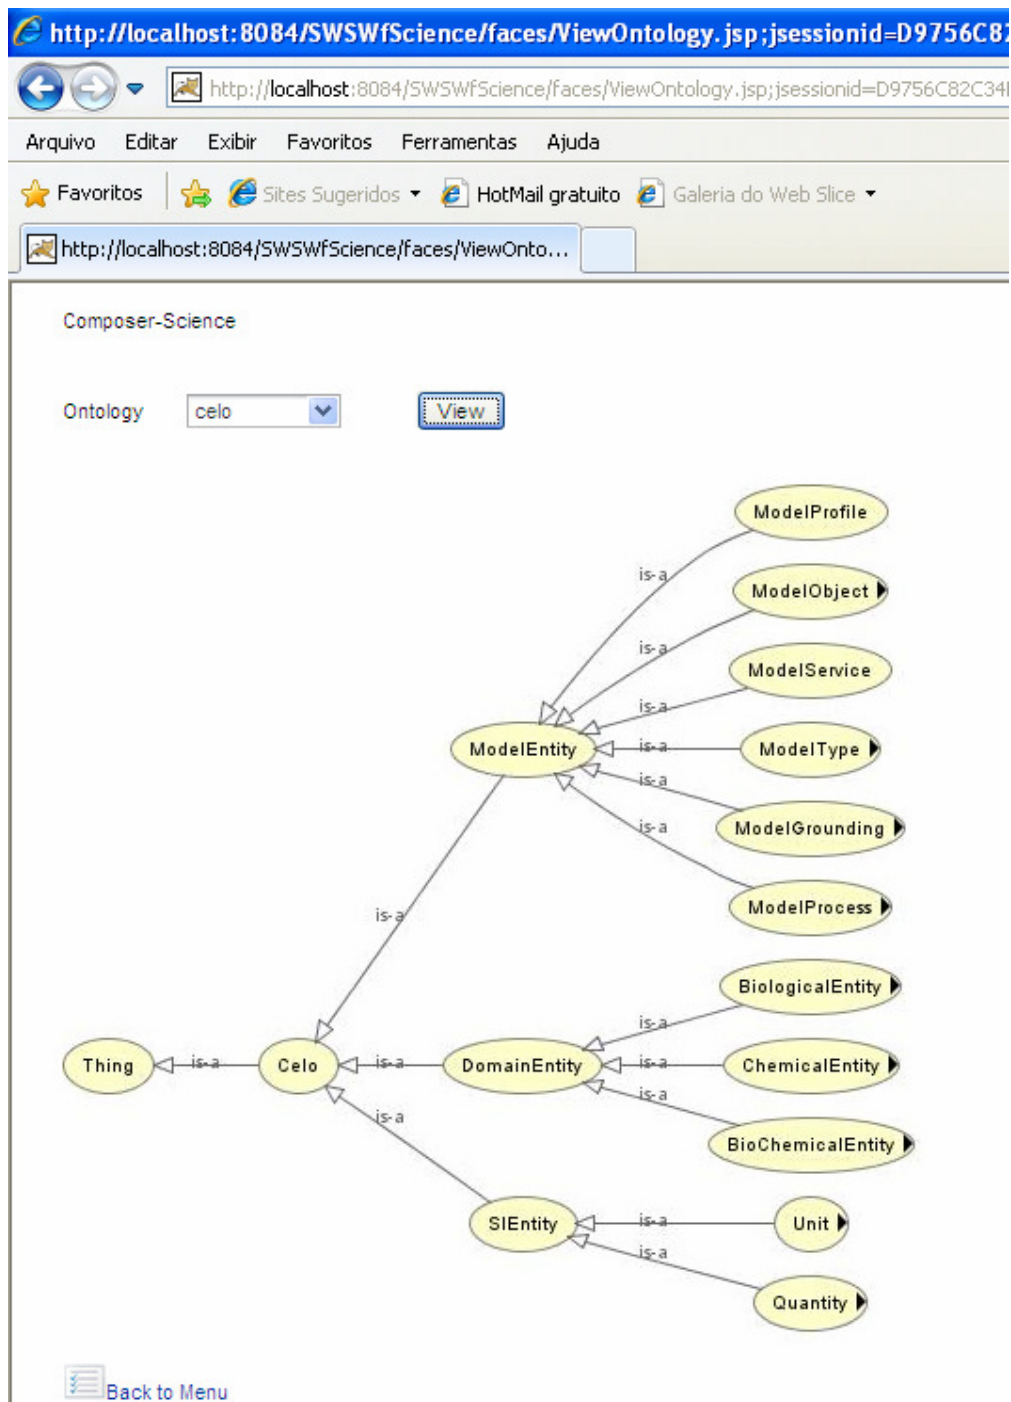 http://localhost:8084/SWSWfScience/faces/ViewOntology.jsp;jsessionid=D9756C82
http://localhost:8084/SWSWfScience/faces/ViewOntology.jsp;jsessionid=D9756C82C34
Arquivo Editar Exibir Favoritos Ferramentas Ajuda
Favoritos Sites Sugeridos HotMail gratuito Galeria do Web Slice
http://localhost:8084/SWSWfScience/faces/ViewOnto...
Composer-Science
Ontology celo View
ModelProfile
is-a
ModelObject
is-a
ModelService
is-a
ModelEntity is-a ModelType
is-a
ModelGrounding
is-a
ModelProcess
is-a
BiologicalEntity
is-a
Thing is-a Celo is-a DomainEntity is-a ChemicalEntity
is-a
is-a
BioChemicalEntity
SIEntity is-a Unit
is-a
Quantity
Back to Menu